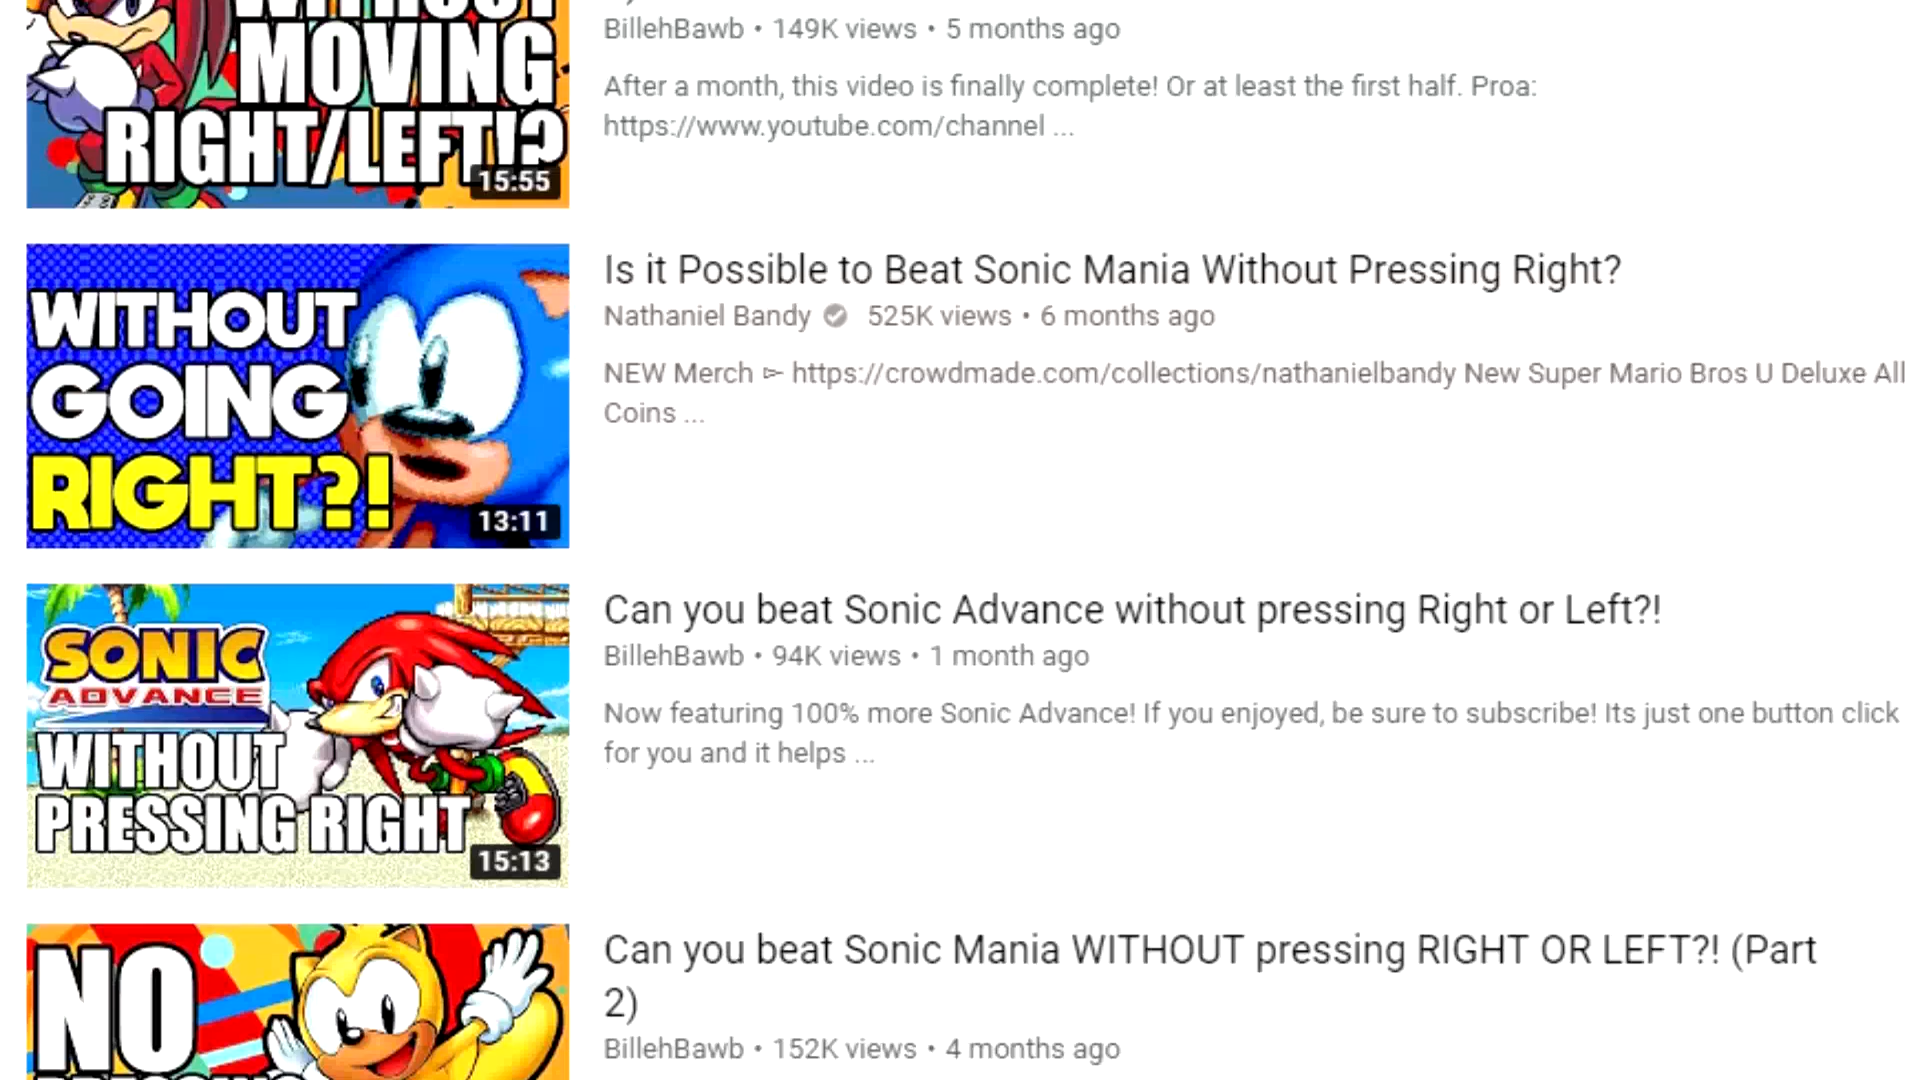 WITHOUT
MOVING
RIGHT/LEFT!?
15:55
BillehBawb • 149K views • 5 months ago
After a month, this video is finally complete! Or at least the first half. Proa:
https://www.youtube.com/channel ...
WITHOUT
GOING
RIGHT?!
13:11
Is it Possible to Beat Sonic Mania Without Pressing Right?
Nathaniel Bandy 525K views • 6 months ago
NEW Merch ⌲ https://crowdmade.com/collections/nathanielbandy New Super Mario Bros U Deluxe All
Coins ...
SONIC
ADVANCE
WITHOUT
PRESSING RIGHT
15:13
Can you beat Sonic Advance without pressing Right or Left?!
BillehBawb • 94K views • 1 month ago
Now featuring 100% more Sonic Advance! If you enjoyed, be sure to subscribe! Its just one button click
for you and it helps ...
NO
Can you beat Sonic Mania WITHOUT pressing RIGHT OR LEFT?! (Part
2)
BillehBawb • 152K views • 4 months ago